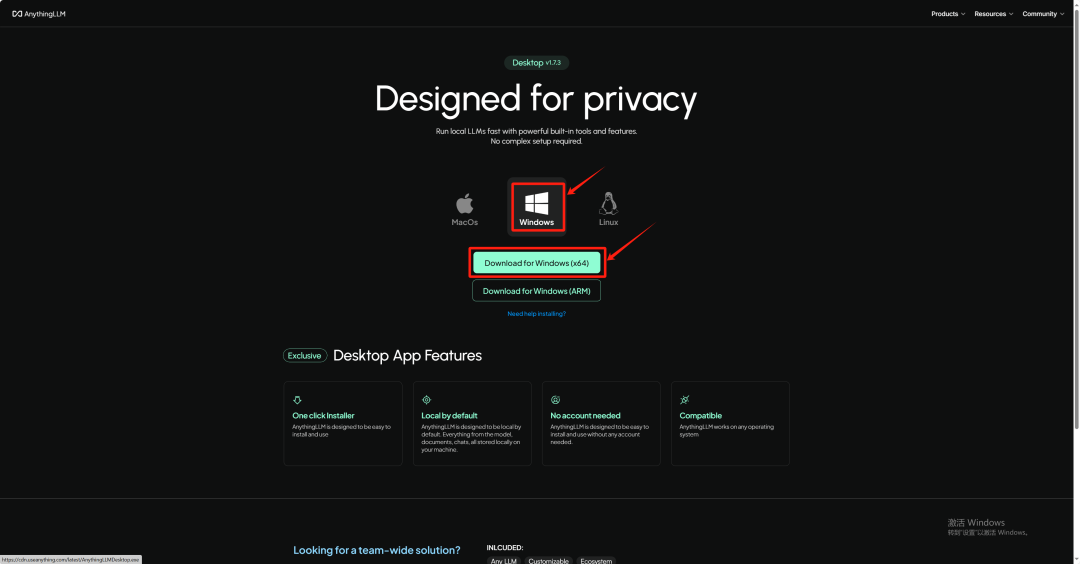 AnythingLLM
Products Resources Community
Desktop v1.7.3
Designed for privacy
Run local LLMs fast with powerful built-in tools and features.
No complex setup required.
MacOs Windows Linux
Download for Windows (x64)
Download for Windows (ARM)
Need help installing?
Exclusive Desktop App Features
One click Installer
AnythingLLM is designed to be easy to
install and use
Local by default
AnythingLLM is designed to be local by
default. Everything from the model,
documents, chats, all stored locally on
your machine.
No account needed
AnythingLLM is designed to be easy to
install and use without any account
needed.
Compatible
AnythingLLM works on any operating
system
激活 Windows
转到"设置"以激活 Windows。
Looking for a team-wide solution?
INLCUDED:
Any LLM Customizable Ecosystem
https://cdn.useanything.com/latest/AnythingLLMDesktop.exe